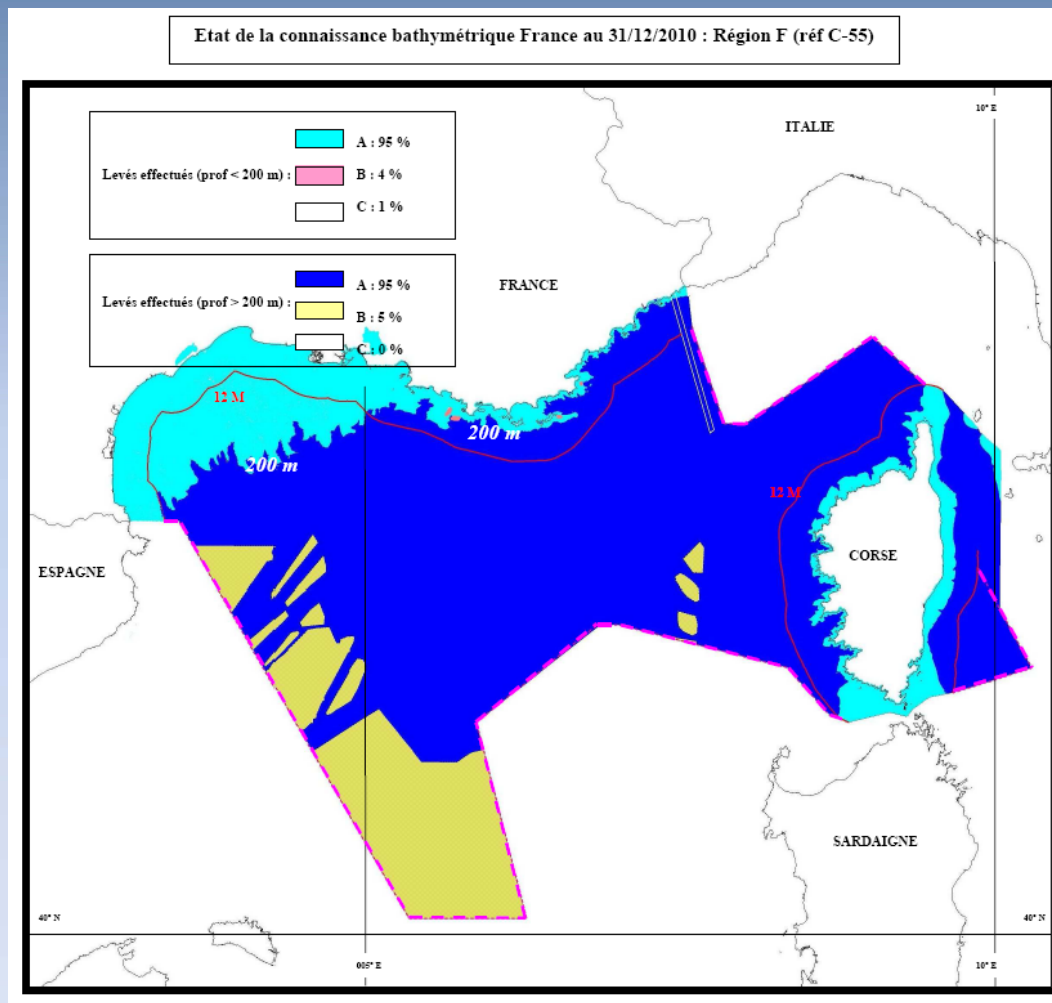 Etat de la connaissance bathymétrique France au 31/12/2010 : Région F (réf C-55)
10° E
ITALIE
A : 95 %
Levés effectués (prof < 200 m) :
B : 4 %
C : 1 %
FRANCE
A : 95 %
Levés effectués (prof > 200 m) :
B : 5 %
C : 0 %
12 M
200 m
200 m
12 M
ESPAGNE
CORSE
SARDAIGNE
40° N
40° N
005° E
10° E